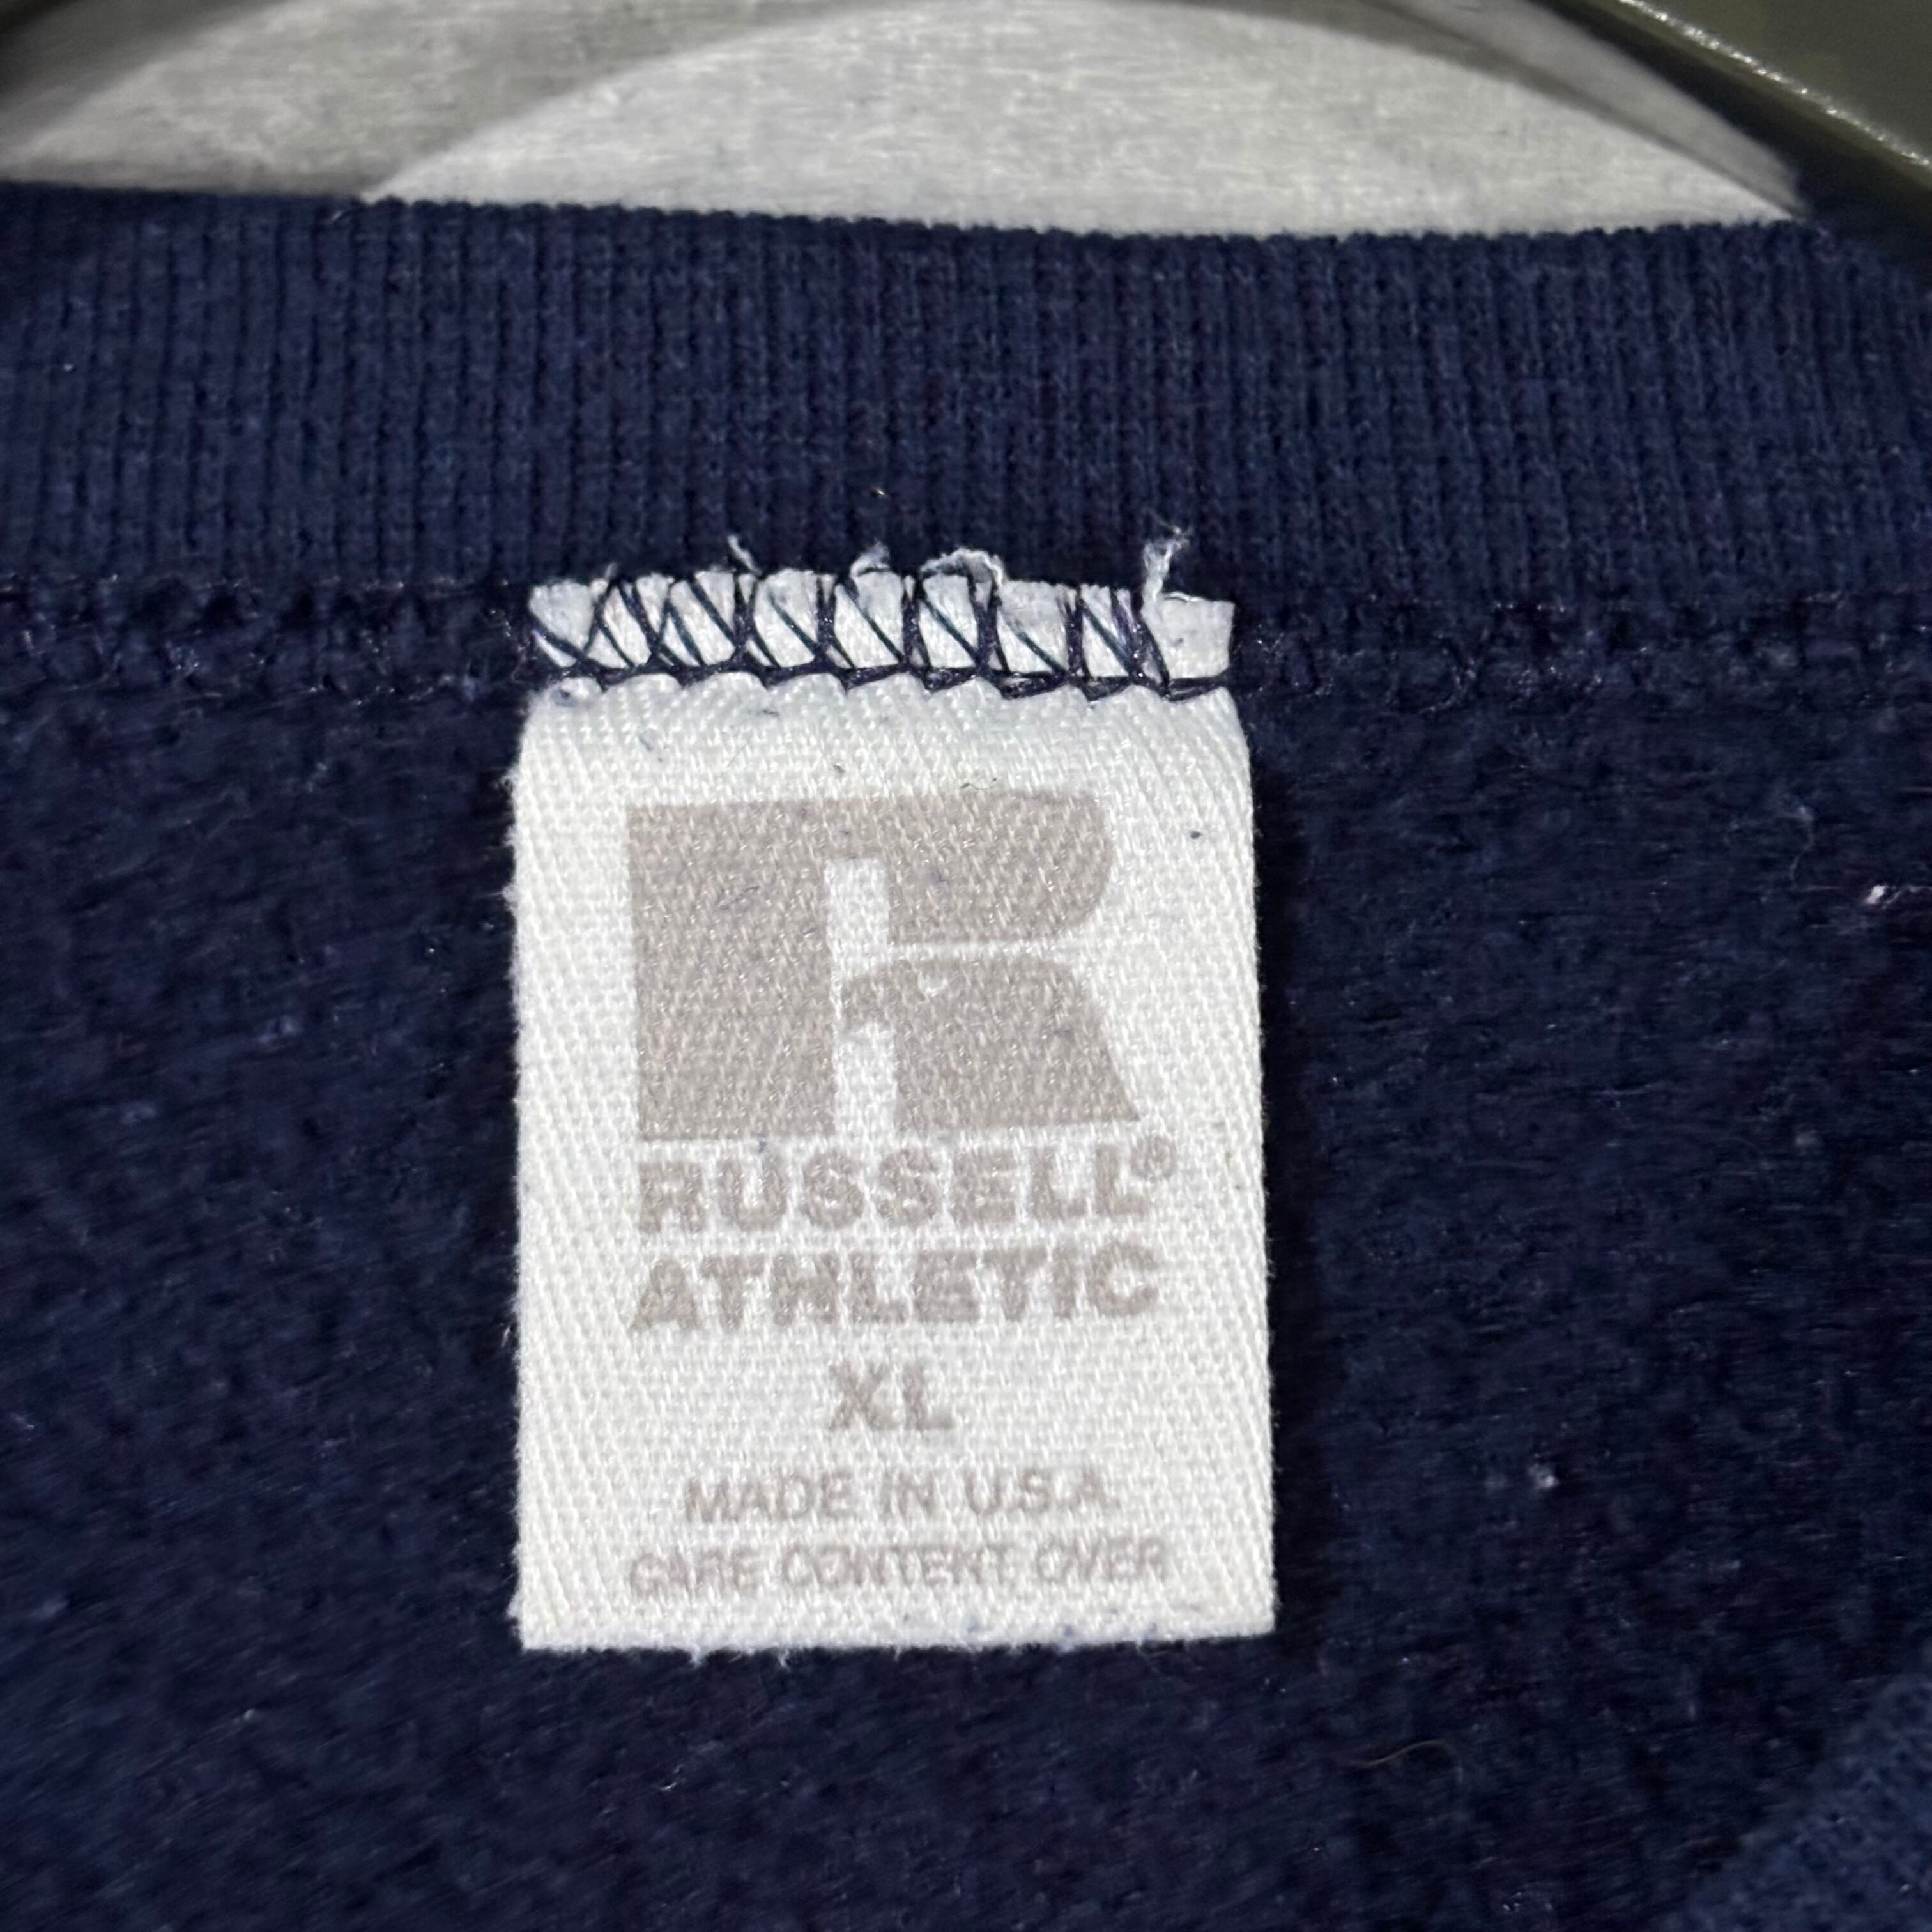 R
RUSSELL®
ATHLETIC
XL
MADE IN U.S.A.
CARE CONTENT OVER